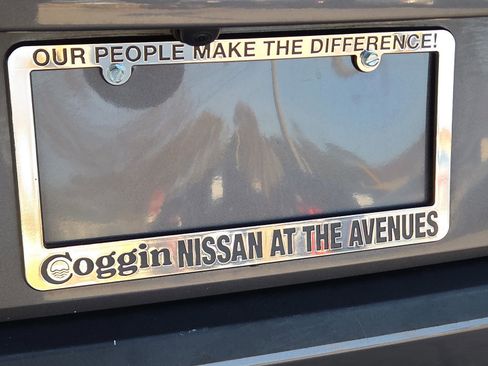 OUR PEOPLE MAKE THE DIFFERENCE!
Coggin NISSAN AT THE AVENUES